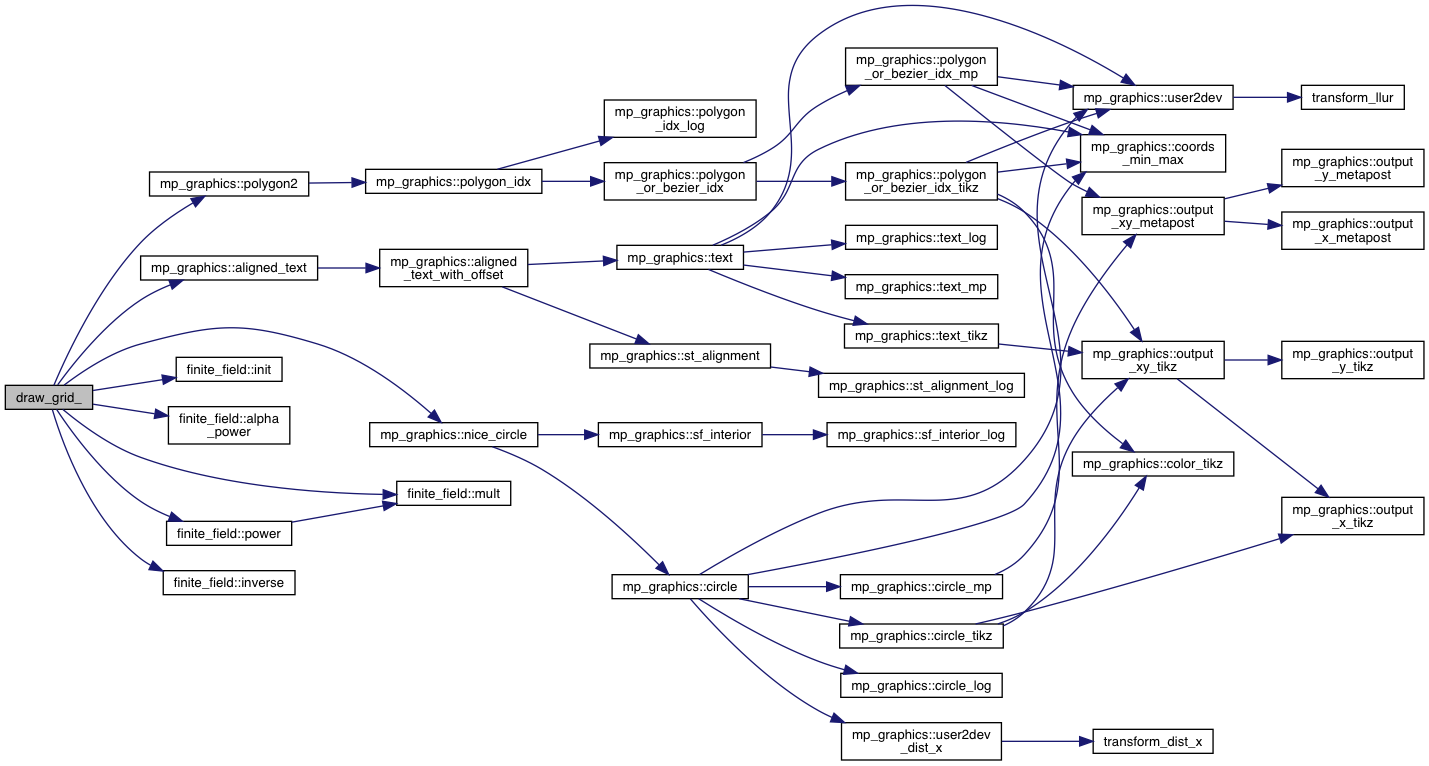 draw_grid_
mp_graphics::polygon2
mp_graphics::aligned_text
finite_field::init
finite_field::alpha
_power
finite_field::power
finite_field::inverse
mp_graphics::polygon_idx
mp_graphics::aligned
_text_with_offset
mp_graphics::nice_circle
finite_field::mult
mp_graphics::polygon
_idx_log
mp_graphics::polygon
_or_bezier_idx
mp_graphics::text
mp_graphics::st_alignment
mp_graphics::sf_interior
mp_graphics::circle
mp_graphics::polygon
_or_bezier_idx_mp
mp_graphics::polygon
_or_bezier_idx_tikz
mp_graphics::text_log
mp_graphics::text_mp
mp_graphics::text_tikz
mp_graphics::st_alignment_log
mp_graphics::sf_interior_log
mp_graphics::circle_mp
mp_graphics::circle_tikz
mp_graphics::circle_log
mp_graphics::user2dev
_dist_x
mp_graphics::user2dev
mp_graphics::coords
_min_max
mp_graphics::output
_xy_metapost
mp_graphics::output
_xy_tikz
mp_graphics::color_tikz
transform_dist_x
transform_llur
mp_graphics::output
_y_metapost
mp_graphics::output
_x_metapost
mp_graphics::output
_y_tikz
mp_graphics::output
_x_tikz